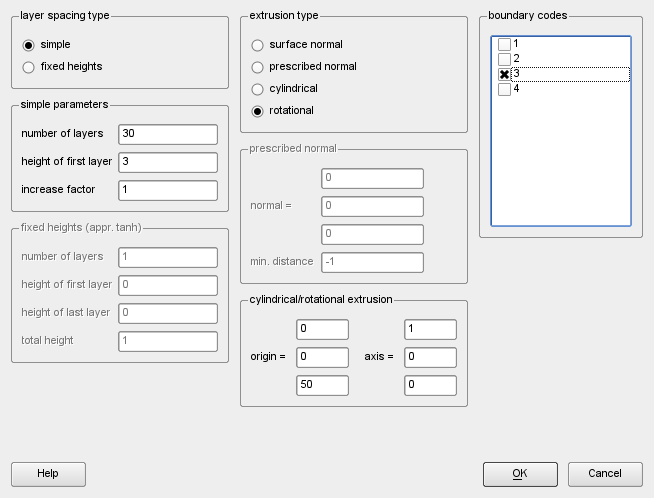 layer spacing type
simple
fixed heights
simple parameters
number of layers 30
height of first layer 3
increase factor 1
fixed heights (appr. tanh)
number of layers 1
height of first layer 0
height of last layer 0
total height 1
extrusion type
surface normal
prescribed normal
cylindrical
rotational
prescribed normal
0
normal = 0
0
min. distance -1
cylindrical/rotational extrusion
0 1
origin = 0 axis = 0
50 0
boundary codes
1
2
3
4
Help
OK
Cancel